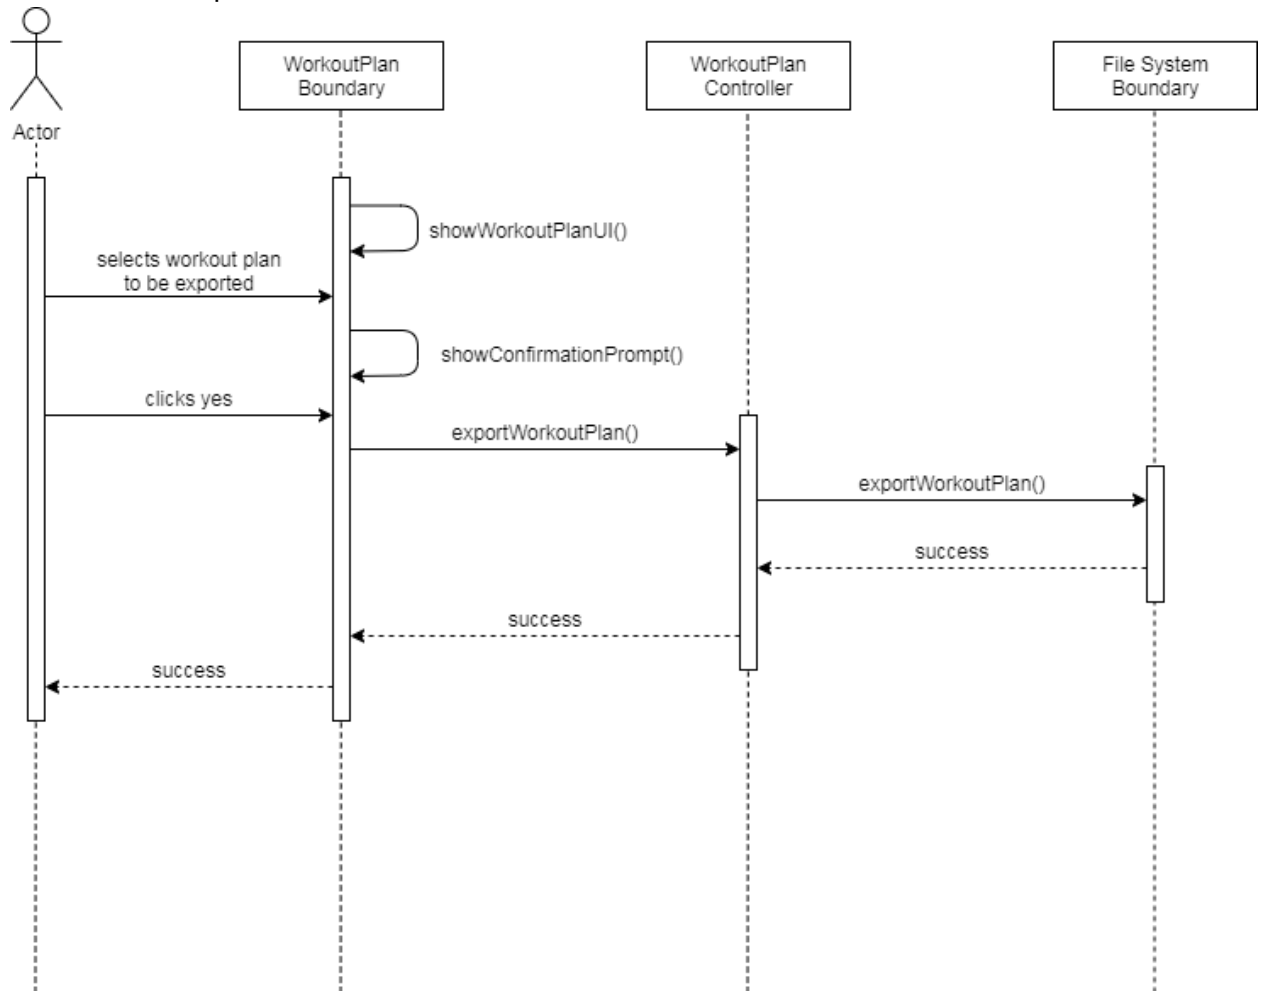 WorkoutPlan
Boundary
WorkoutPlan
Controller
File System
Boundary
Actor
showWorkoutPlanUI()
selects workout plan
to be exported
showConfirmationPrompt()
clicks yes
exportWorkoutPlan()
exportWorkoutPlan()
success
success
success